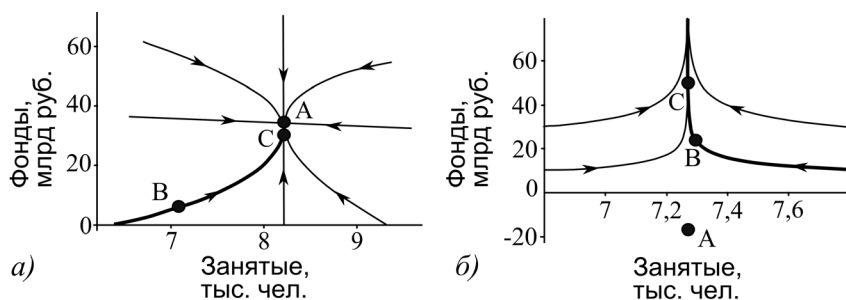 Фонды,
млрд руб.
60
40
20
0
A
C
B
7
8
9
Занятые,
тыс. чел.
а)
Фонды,
млрд руб.
60
40
20
0
-20
C
B
A
7
7,2
7,4
7,6
Занятые,
тыс. чел.
б)